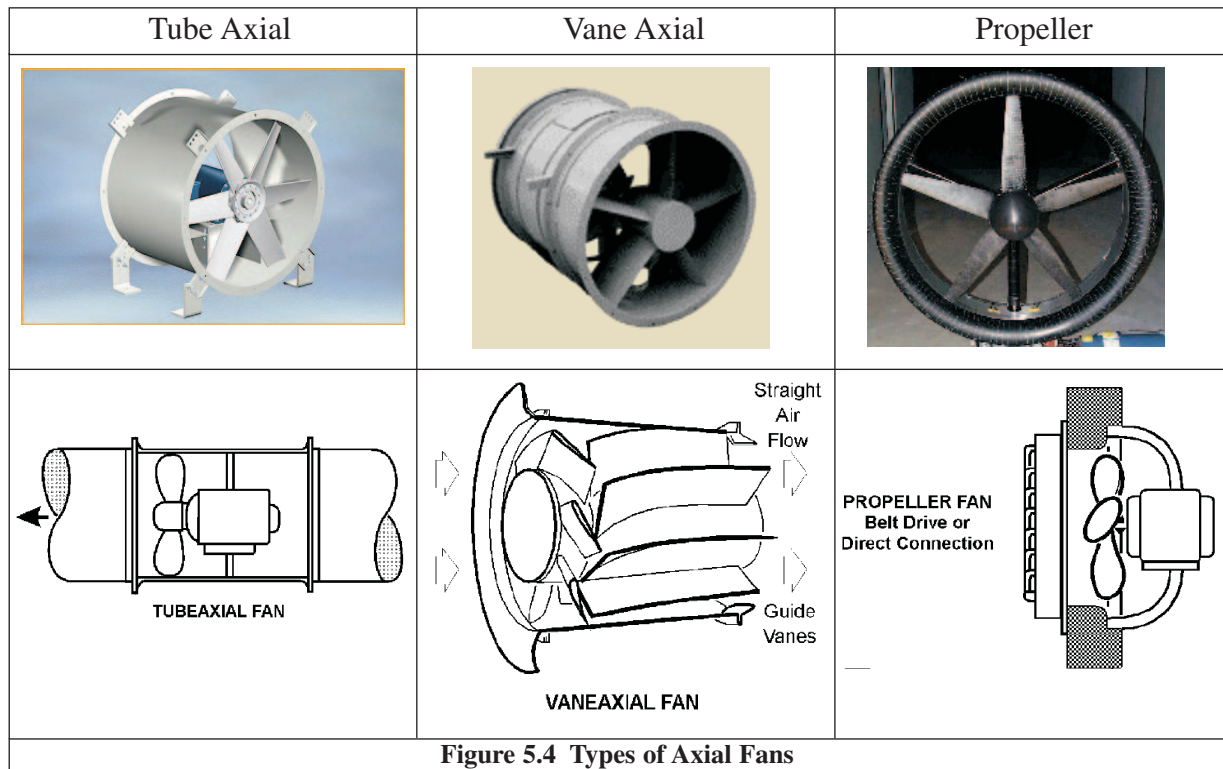 Tube Axial
Vane Axial
Propeller
Straight
Air
Flow
Guide
Vanes
TUBEAXIAL FAN
VANEAXIAL FAN
PROPELLER FAN
Belt Drive or
Direct Connection
Figure 5.4 Types of Axial Fans